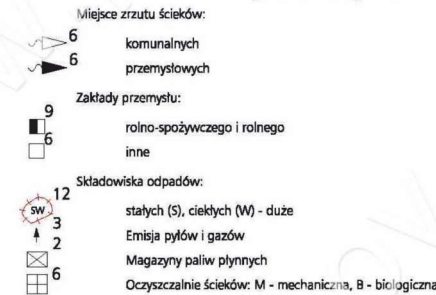 Miejsce zrzutu ścieków:
6 komunalnych
6 przemysłowych
Zakłady przemysłu:
9 rolno-spożywczego i rolnego
6 inne
Składowiska odpadów:
SW 12 stałych (S), ciekłych (W) - duże
3 Emisja pyłów i gazów
2 Magazyny paliw płynnych
6 Oczyszczalnie ścieków: M - mechaniczna, B - biologiczna